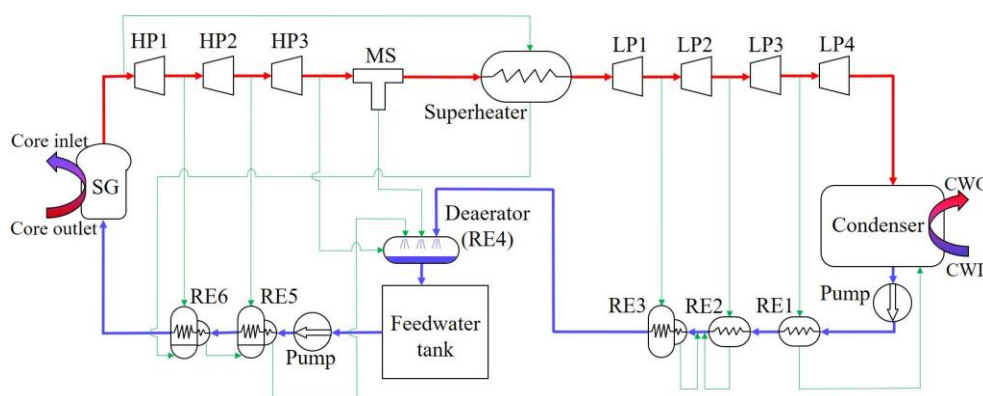 HP1
HP2
HP3
MS
Superheater
LP1
LP2
LP3
LP4
Core inlet
SG
Core outlet
Deaerator
(RE4)
CWO
Condenser
CWI
RE6
RE5
Pump
Feedwater
tank
RE3
RE2
RE1
Pump